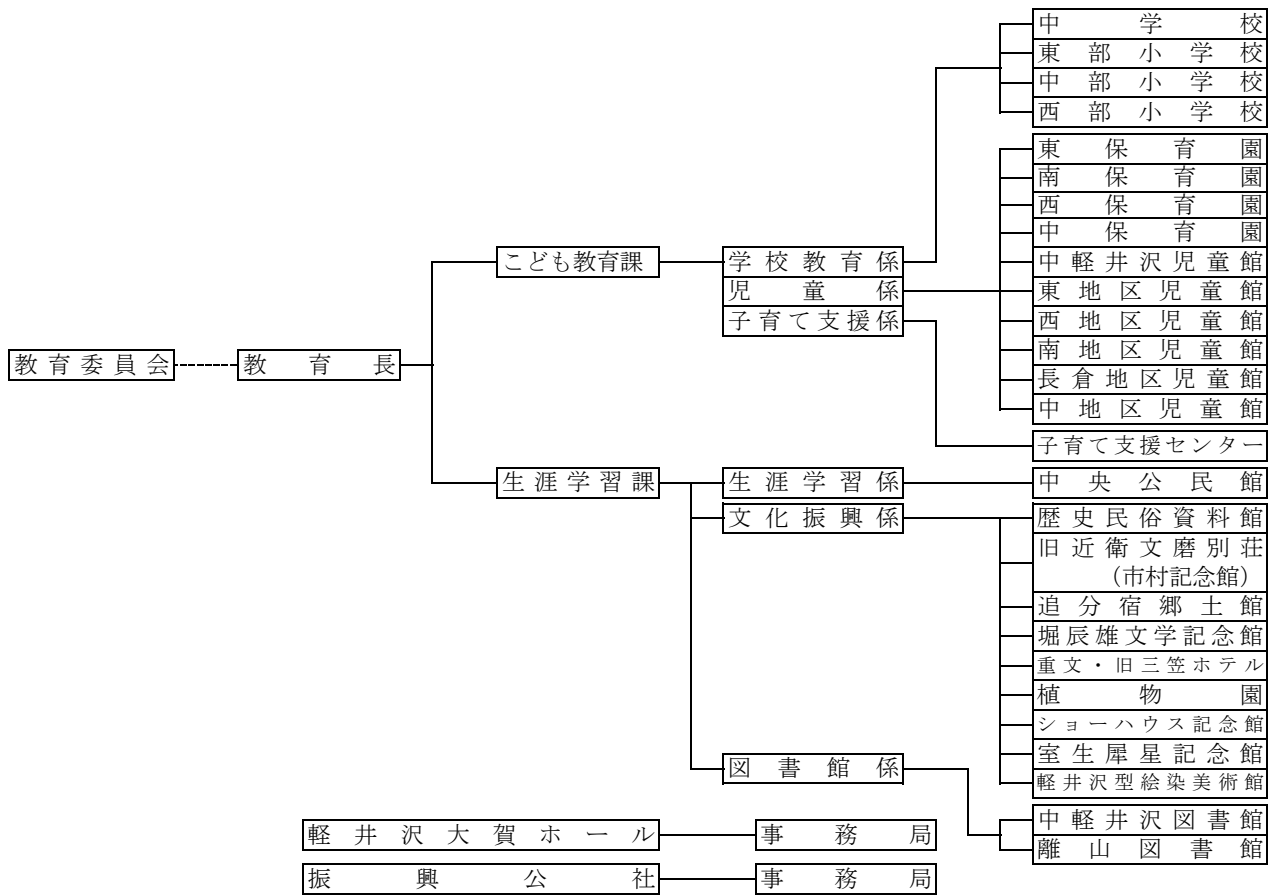 中学校
東部小学校
中部小学校
西部小学校
東保育園
南保育園
西保育園
中保育園
こども教育課
学校教育係
中軽井沢児童館
児童係
東地区児童館
子育て支援係
西地区児童館
南地区児童館
教育委員会
教育長
長倉地区児童館
中地区児童館
子育て支援センター
生涯学習課
生涯学習係
中央公民館
文化振興係
歴史民俗資料館
旧近衛文磨別荘
（市村記念館）
追分宿郷土館
堀辰雄文学記念館
重文・旧三笠ホテル
植物園
ショーハウス記念館
室生犀星記念館
図書館係
軽井沢型絵染美術館
中軽井沢図書館
軽井沢大賀ホール
事務局
離山図書館
振興公社
事務局